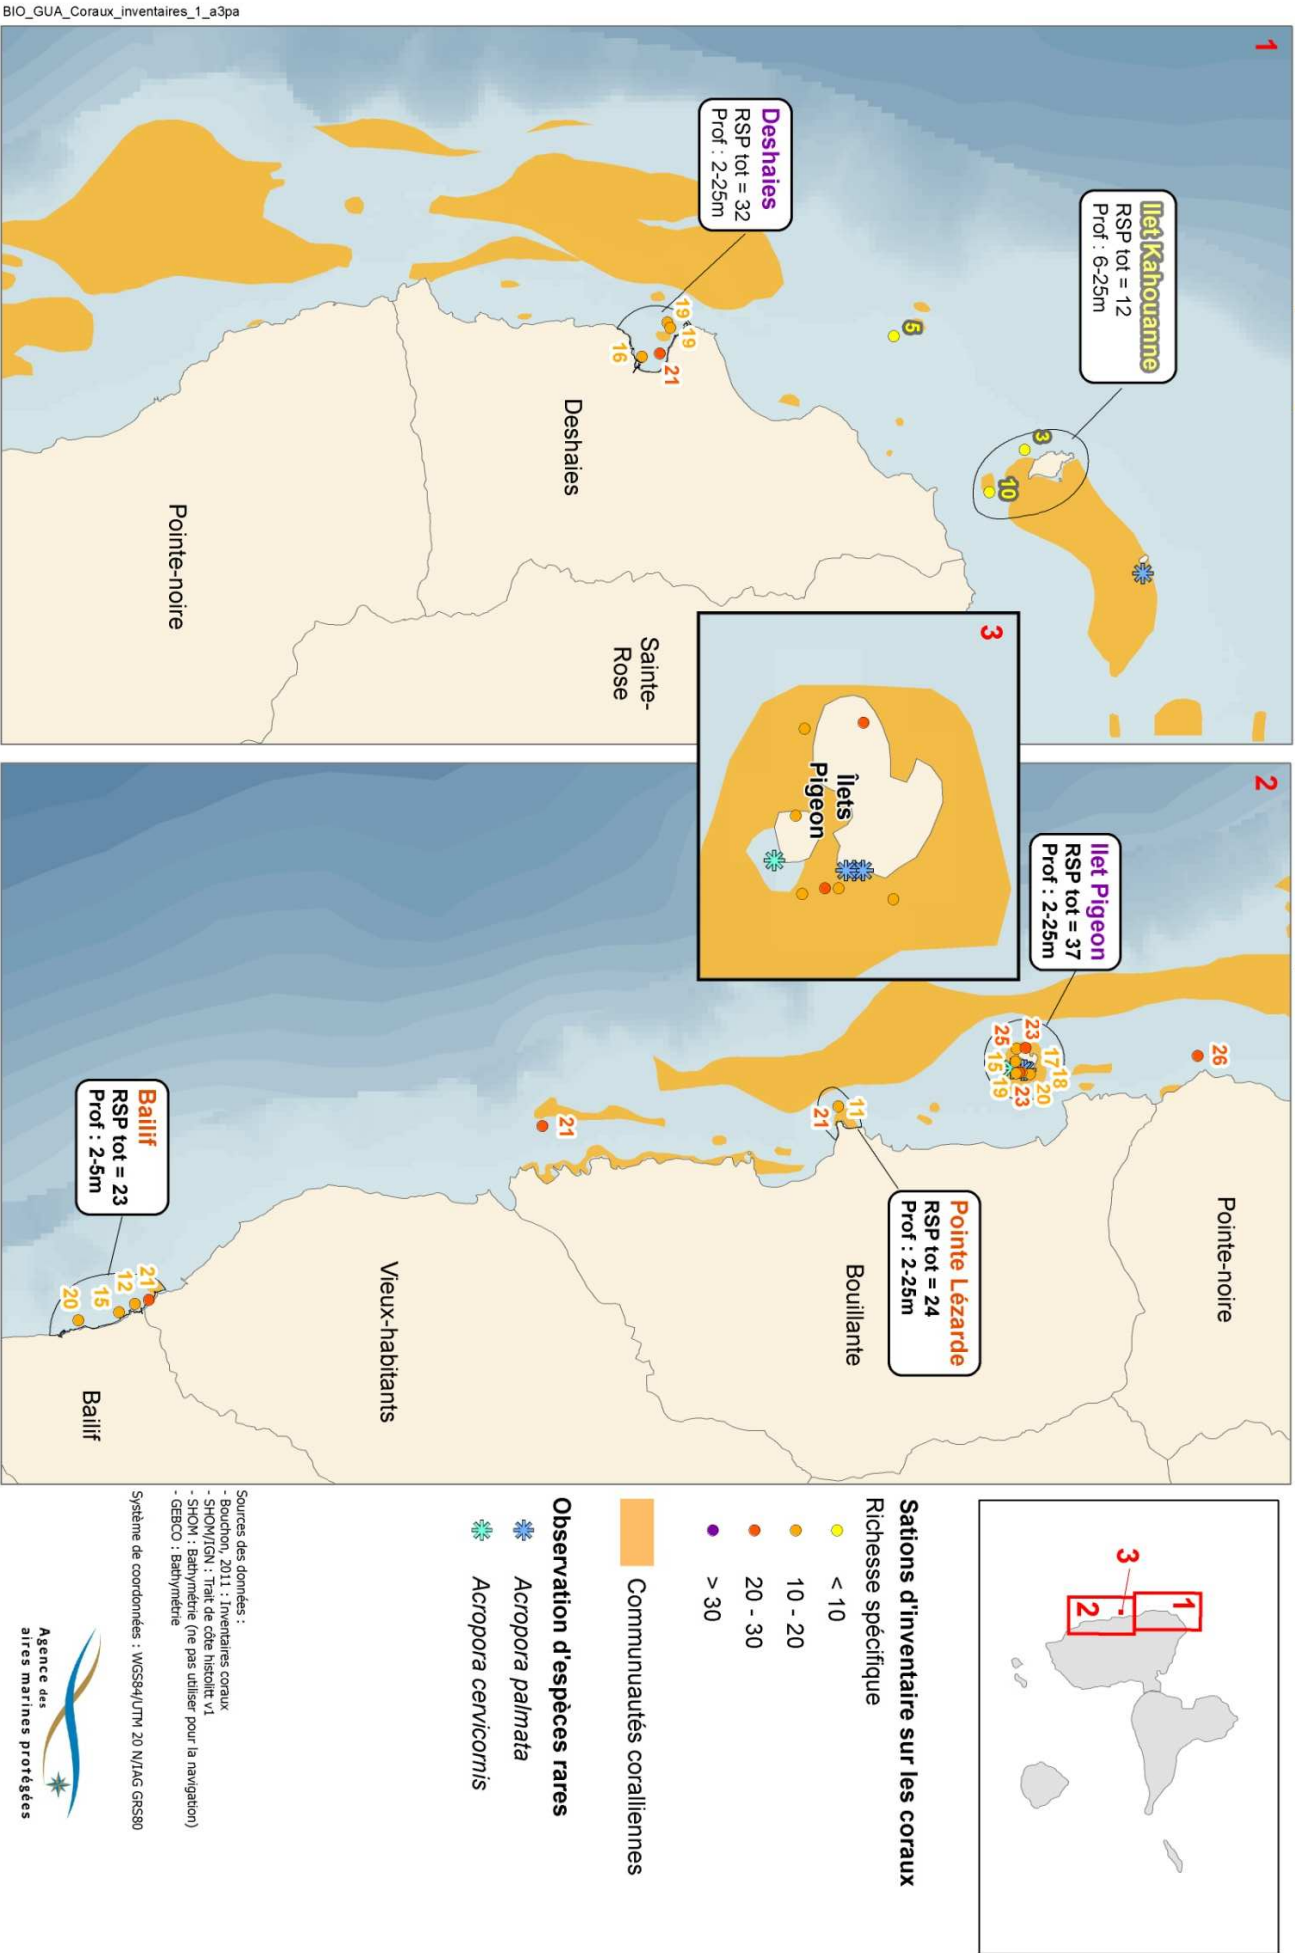 BIO_GUA_Coraux_inventaires_1_a3pa
1
Ilet Kahouanne
RSP tot = 12
Prof : 6-25m
Deshaies
RSP tot = 32
Prof : 2-25m
5
3
10
19
19
21
16
Deshaies
Sainte-
Rose
Pointe-noire
2
Ilet Pigeon
RSP tot = 37
Prof : 2-25m
26
23
17
18
25
15
19
23
20
Pointe-noire
3
Îlets
Pigeon
11
21
Pointe Lézarde
RSP tot = 24
Prof : 2-25m
Bouillante
21
Vieux-habitants
Bailif
RSP tot = 23
Prof : 2-5m
21
12
15
20
Bailif
1
2
3
Sations d'inventaire sur les coraux
Richesse spécifique
< 10
10 - 20
20 - 30
> 30
Communuautés coralliennes
Observation d'espèces rares
Acropora palmata
Acropora cervicornis
Sources des données :
- Bouchon, 2011 : Inventaires coraux
- SHOM/IGN : Trait de côte histolitt v1
- SHOM : Bathymétrie (ne pas utiliser pour la navigation)
- GEBCO : Bathymétrie
Système de coordonnées : WGS84/UTM 20 N/IAG GRS80
Agence des
aires marines protégées